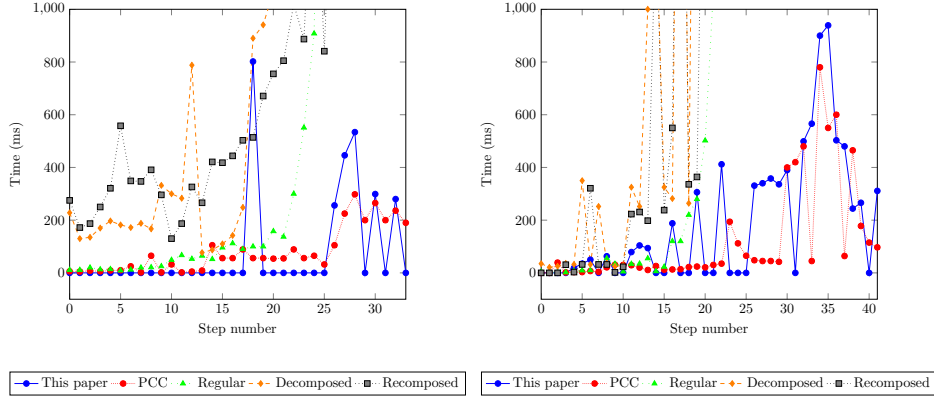 1,000
800
600
400
200
0
Time (ms)
0 5 10 15 20 25 30
Step number
This paper PCC Regular Decomposed Recomposed
1,000
800
600
400
200
0
Time (ms)
0 5 10 15 20 25 30 35 40
Step number
This paper PCC Regular Decomposed Recomposed